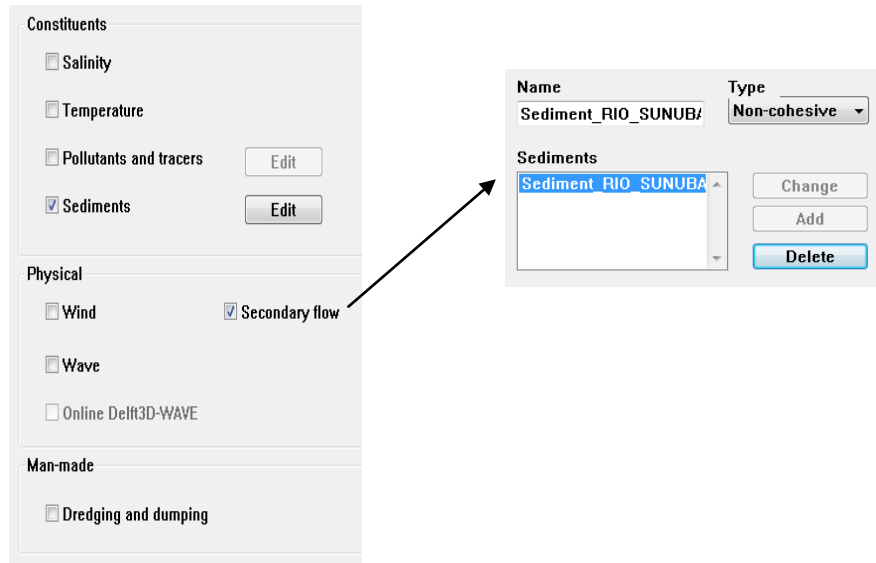 Constituents
Salinity
Temperature
Pollutants and tracers Edit
Sediments Edit
Physical
Wind Secondary flow
Wave
Online Delft3D-WAVE
Man-made
Dredging and dumping
Name Type
Sediment_RIO_SUNUB Non-cohesive
Sediments
Sediment_RIO_SUNUBA Change
Add
Delete